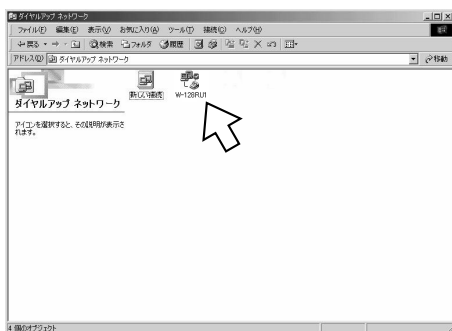 ダイヤルアップ ネットワーク
ファイル(F) 編集(E) 表示(V) お気に入り(A) ツール(T) 接続(C) ヘルプ(H)
戻る 検索 フォルダ 履歴
アドレス(D) ダイヤルアップ ネットワーク 移動
新しい接続 W-128RU1
ダイヤルアップ ネットワーク
アイコンを選択すると、その説明が表示さ
れます。
4 個のオブジェクト